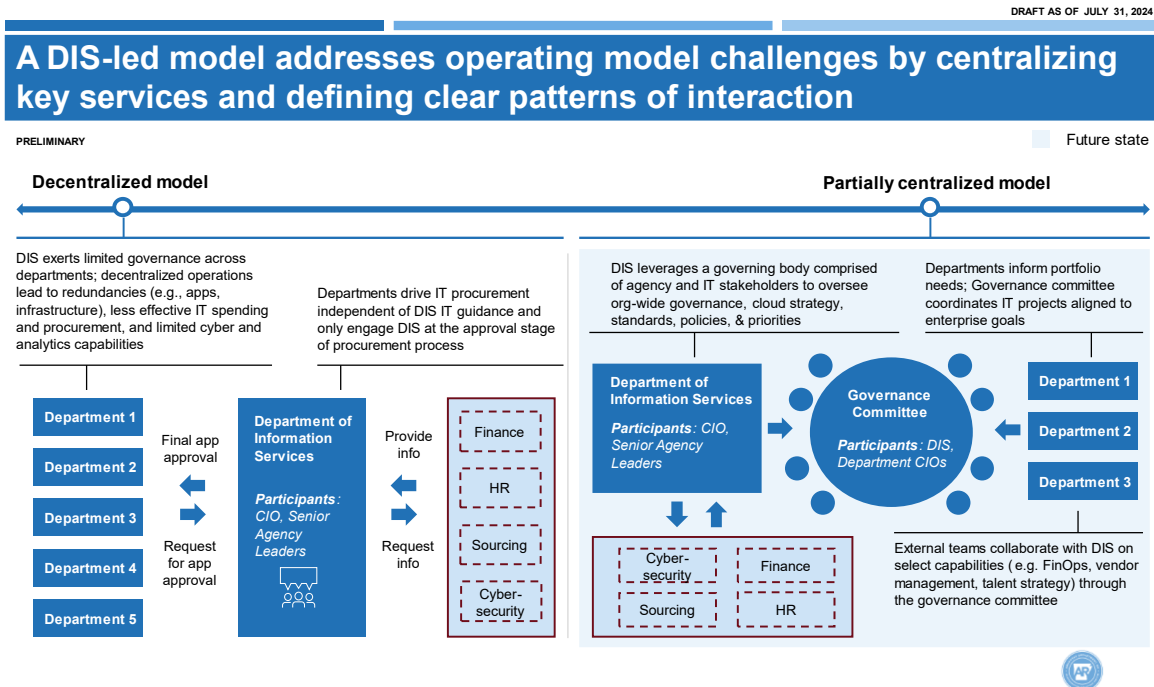 DRAFT AS OF JULY 31, 2024
A DIS-led model addresses operating model challenges by centralizing
key services and defining clear patterns of interaction
PRELIMINARY
Future state
Decentralized model
Partially centralized model
DIS exerts limited governance across
departments; decentralized operations
lead to redundancies (e.g., apps,
infrastructure), less effective IT spending
and procurement, and limited cyber and
analytics capabilities
Departments drive IT procurement
independent of DIS IT guidance and
only engage DIS at the approval stage
of procurement process
Department 1
Department 2
Department 3
Department 4
Department 5
Final app
approval
Request
for app
approval
Department of
Information
Services
Participants:
CIO, Senior
Agency
Leaders
Provide
info
Request
info
Finance
HR
Sourcing
Cyber-
security
DIS leverages a governing body comprised
of agency and IT stakeholders to oversee
org-wide governance, cloud strategy,
standards, policies, & priorities
Departments inform portfolio
needs; Governance committee
coordinates IT projects aligned to
enterprise goals
Department of
Information Services
Participants: CIO,
Senior Agency
Leaders
Governance
Committee
Participants: DIS,
Department CIOs
Department 1
Department 2
Department 3
Cyber-
security
Finance
Sourcing
HR
External teams collaborate with DIS on
select capabilities (e.g. FinOps, vendor
management, talent strategy) through
the governance committee
AR